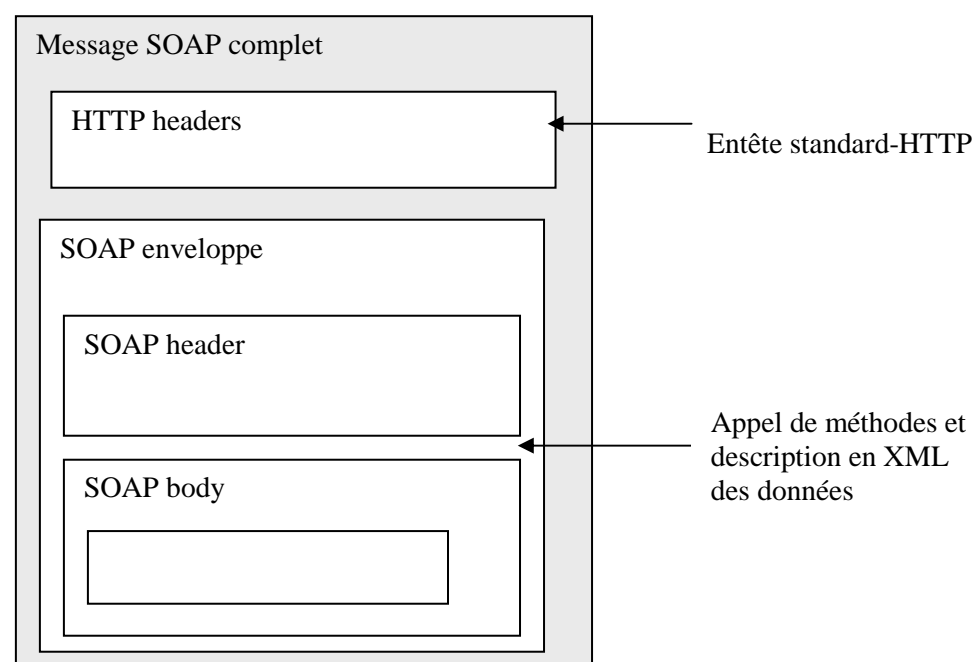 Message SOAP complet
HTTP headers
Entête standard-HTTP
SOAP enveloppe
SOAP header
Appel de méthodes et
description en XML
des données
SOAP body